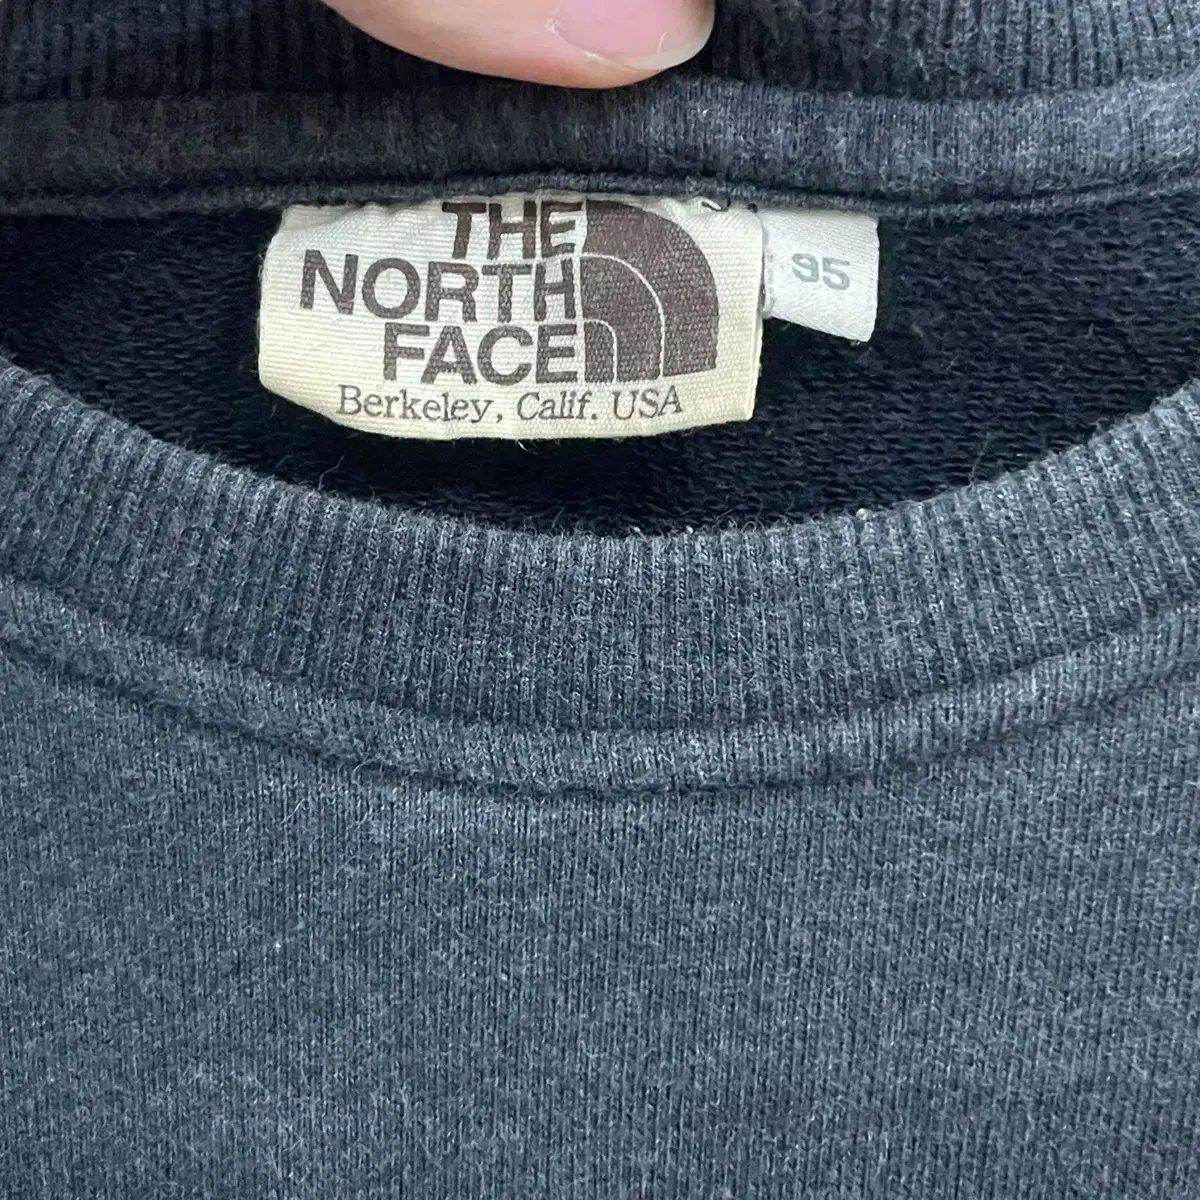 THE
NORTH
FACE
Berkeley, Calif. USA
95